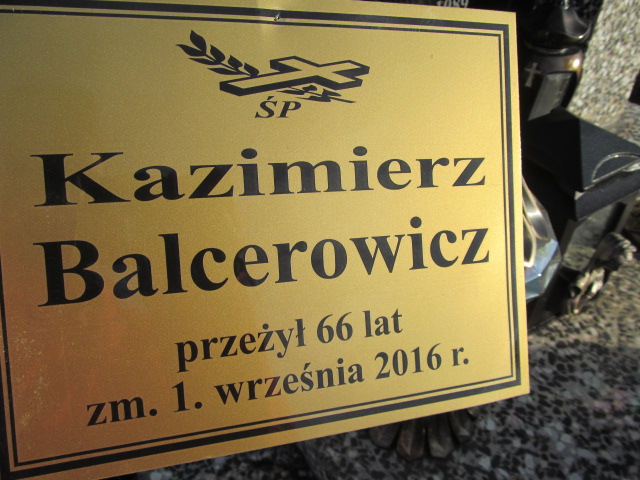 ŚP
Kazimierz
Balcerowicz
przeżył 66 lat
zm. 1. września 2016 r.